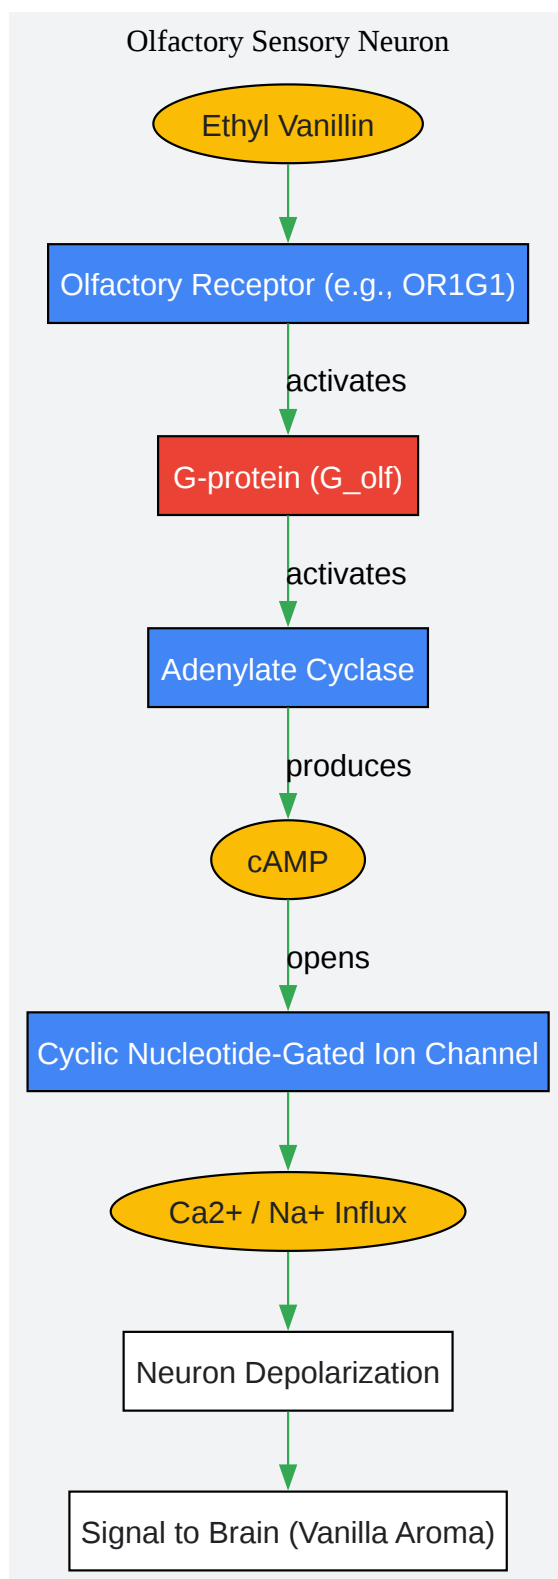 Olfactory Sensory Neuron
Ethyl Vanillin
Olfactory Receptor (e.g., OR1G1)
activates
G-protein (G_olf)
activates
Adenylate Cyclase
produces
cAMP
opens
Cyclic Nucleotide-Gated Ion Channel
Ca2+ / Na+ Influx
Neuron Depolarization
Signal to Brain (Vanilla Aroma)